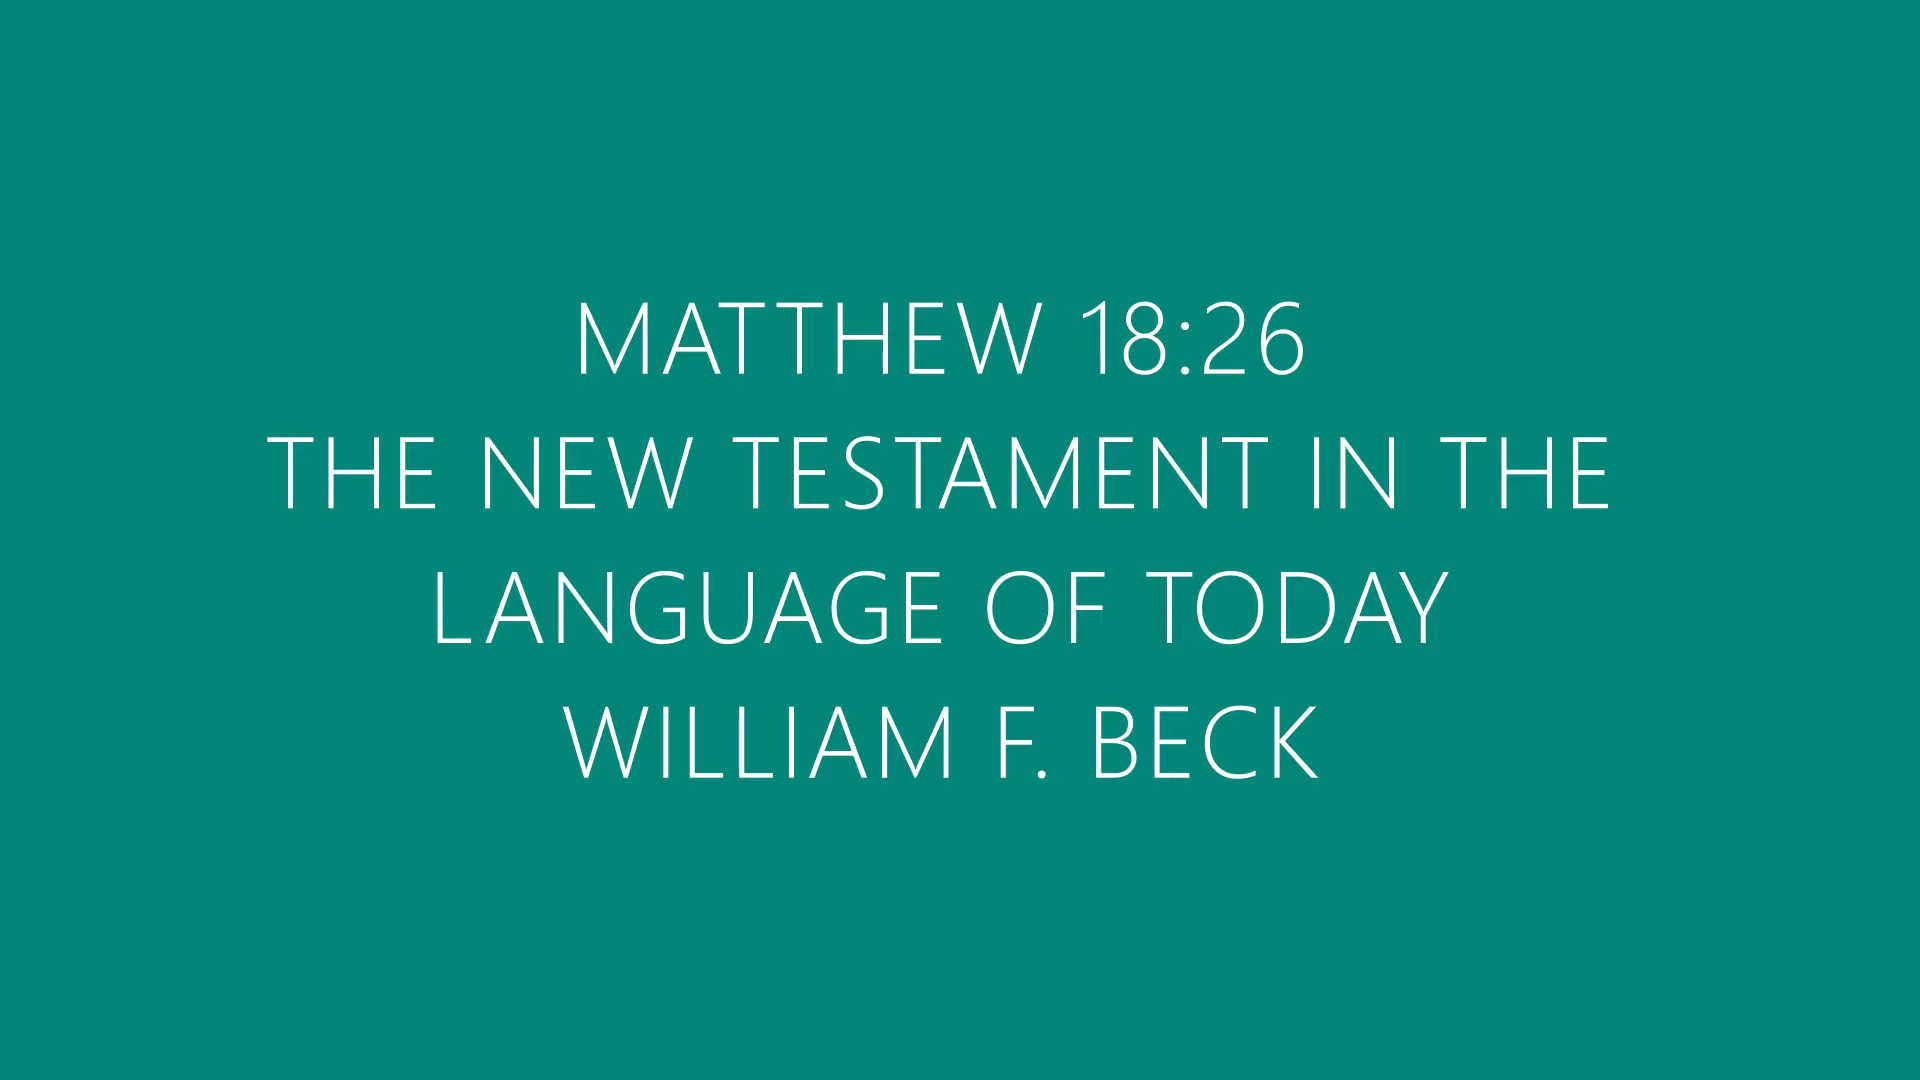 MATTHEW 18:26
THE NEW TESTAMENT IN THE
LANGUAGE OF TODAY
WILLIAM F. BECK